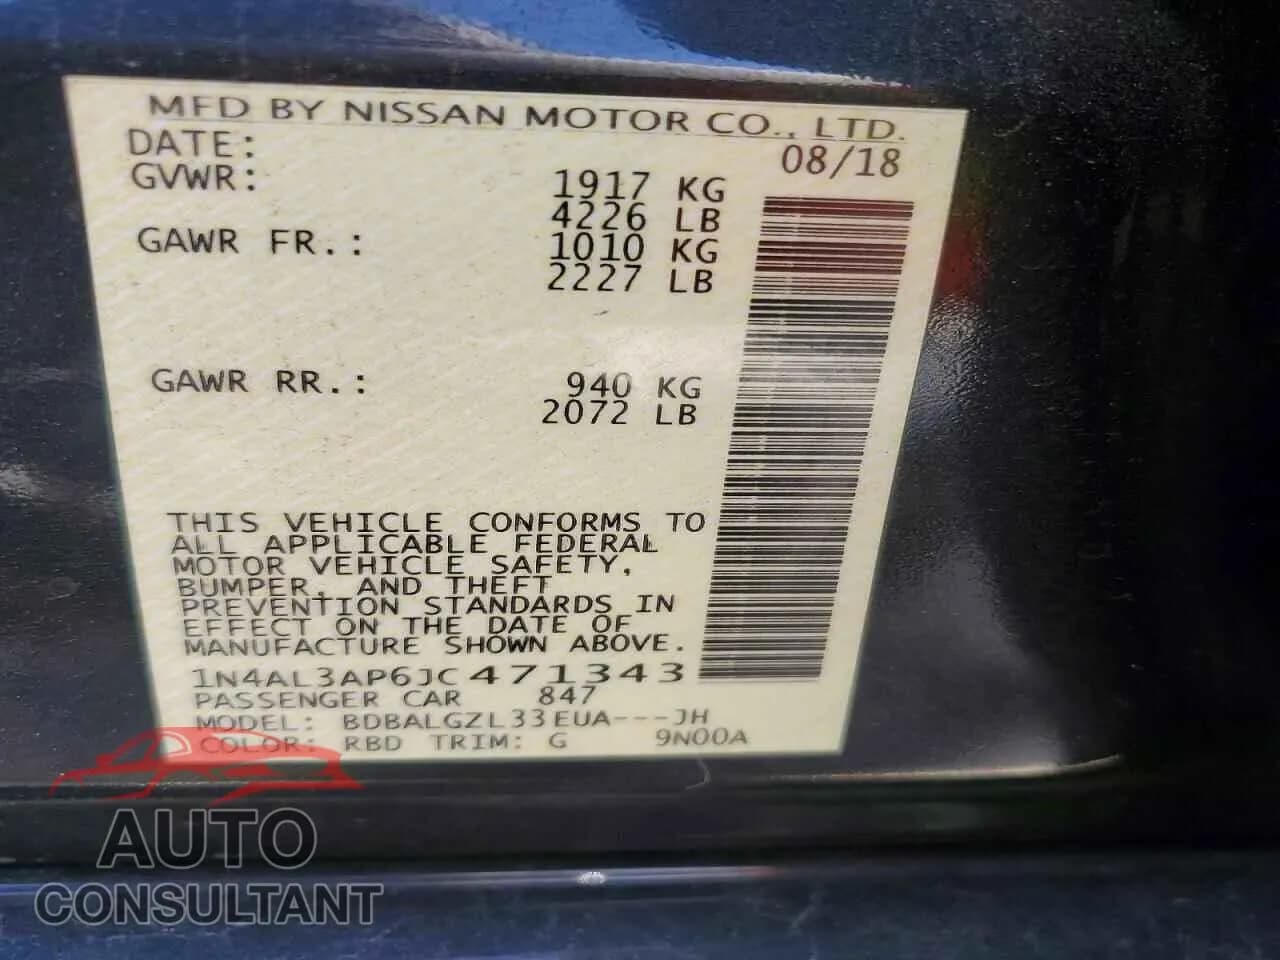 MFD BY NISSAN MOTOR CO., LTD.
DATE: 08/18
GVWR: 1917 KG
4226 LB
GAWR FR.: 1010 KG
2227 LB
GAWR RR.: 940 KG
2072 LB
THIS VEHICLE CONFORMS TO
ALL APPLICABLE FEDERAL
MOTOR VEHICLE SAFETY,
BUMPER, AND THEFT
PREVENTION STANDARDS IN
EFFECT ON THE DATE OF
MANUFACTURE SHOWN ABOVE.
1N4AL3AP6JC471343
PASSENGER CAR 847
MODEL: BDBALGZL33EUA---JH
COLOR: RBD TRIM: G 9N00A
AUTO
CONSULTANT